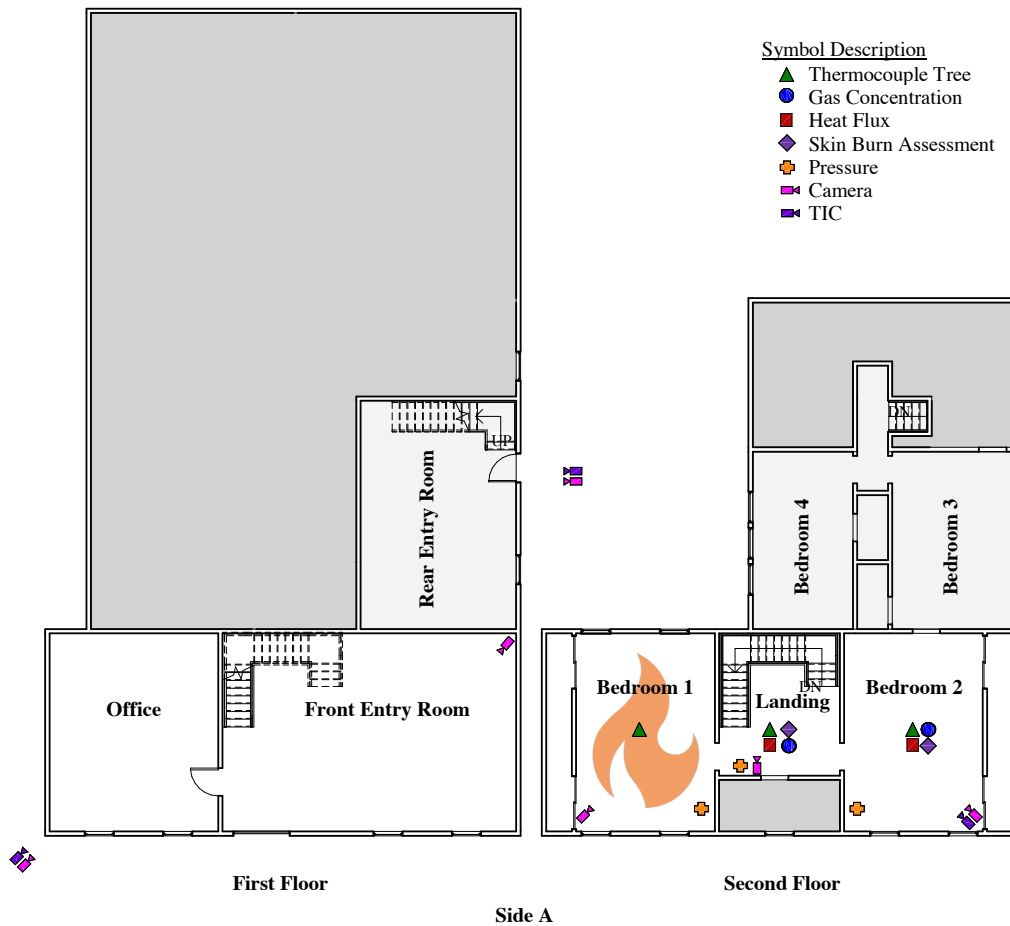 Symbol Description
Thermocouple Tree
Gas Concentration
Heat Flux
Skin Burn Assessment
Pressure
Camera
TIC
UP
Rear Entry Room
Office
Front Entry Room
DN
Bedroom 4
Bedroom 3
Bedroom 1
DN
Landing
Bedroom 2
First Floor
Second Floor
Side A